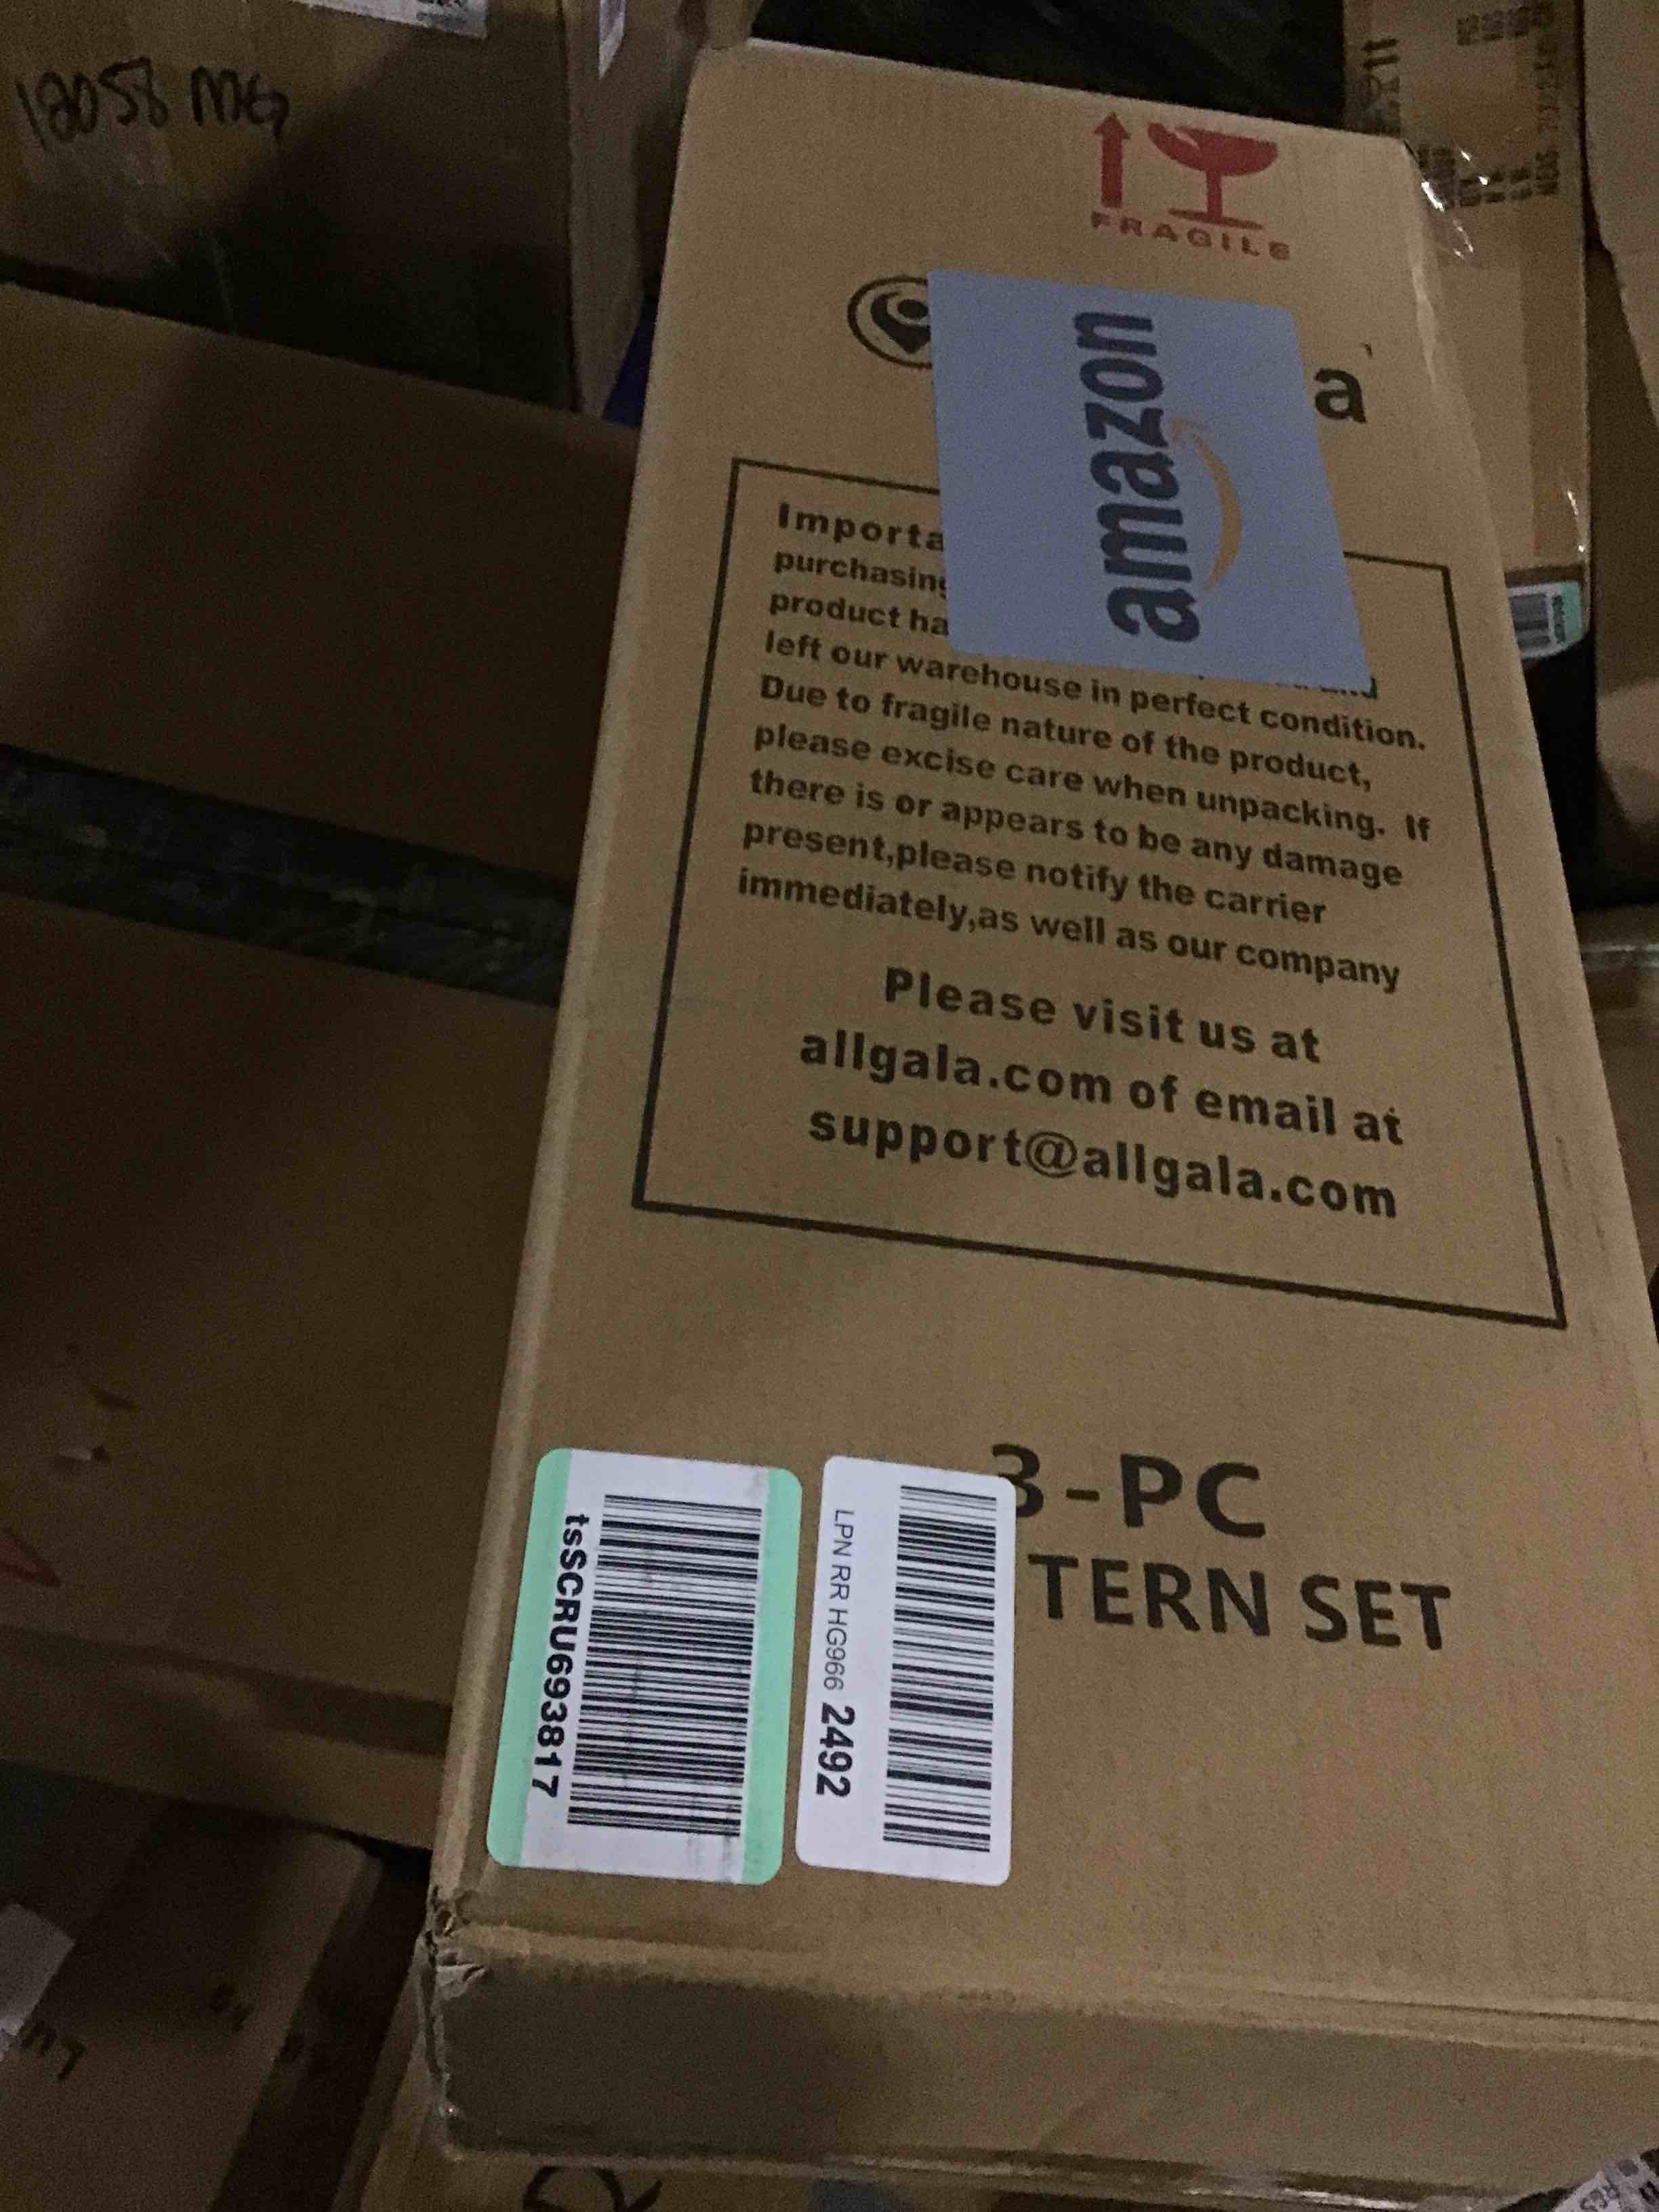 12058 MG
FRAGILE
a
amazon
Importa
purchasing
product ha
left our warehouse in perfect condition.
Due to fragile nature of the product,
please excise care when unpacking. If
there is or appears to be any damage
present,please notify the carrier
immediately,as well as our company
Please visit us at
allgala.com of email at
support@allgala.com
3-PC
TERN SET
tsSCRU693817
LPN RR HG966 2492